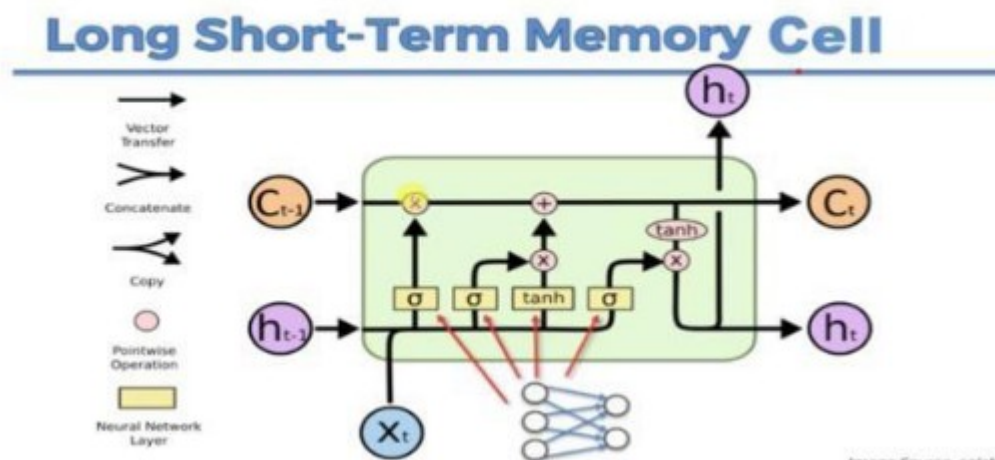 Long Short-Term Memory Cell
hₜ
Vector
Transfer
Concatenate
Copy
Pointwise
Operation
Neural Network
Layer
Cₜ₋₁
x
+
Cₜ
tanh
x
x
σ
σ
tanh
σ
hₜ₋₁
hₜ
Xₜ